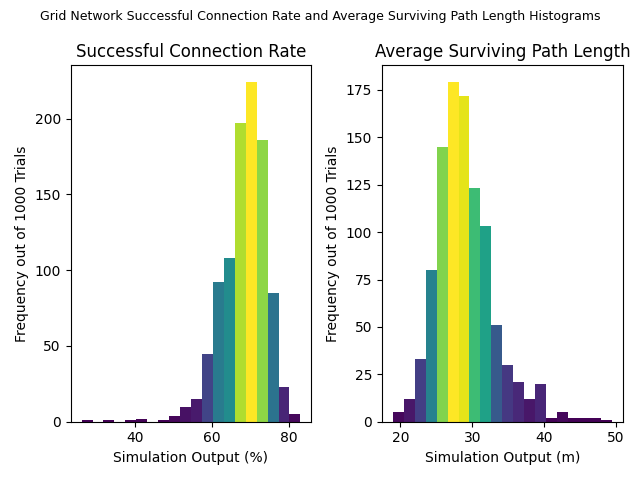 Grid Network Successful Connection Rate and Average Surviving Path Length Histograms
Successful Connection Rate
Frequency out of 1000 Trials
200
150
100
50
0
40 60 80
Simulation Output (%)
Average Surviving Path Length
Frequency out of 1000 Trials
175
150
125
100
75
50
25
0
20 30 40 50
Simulation Output (m)